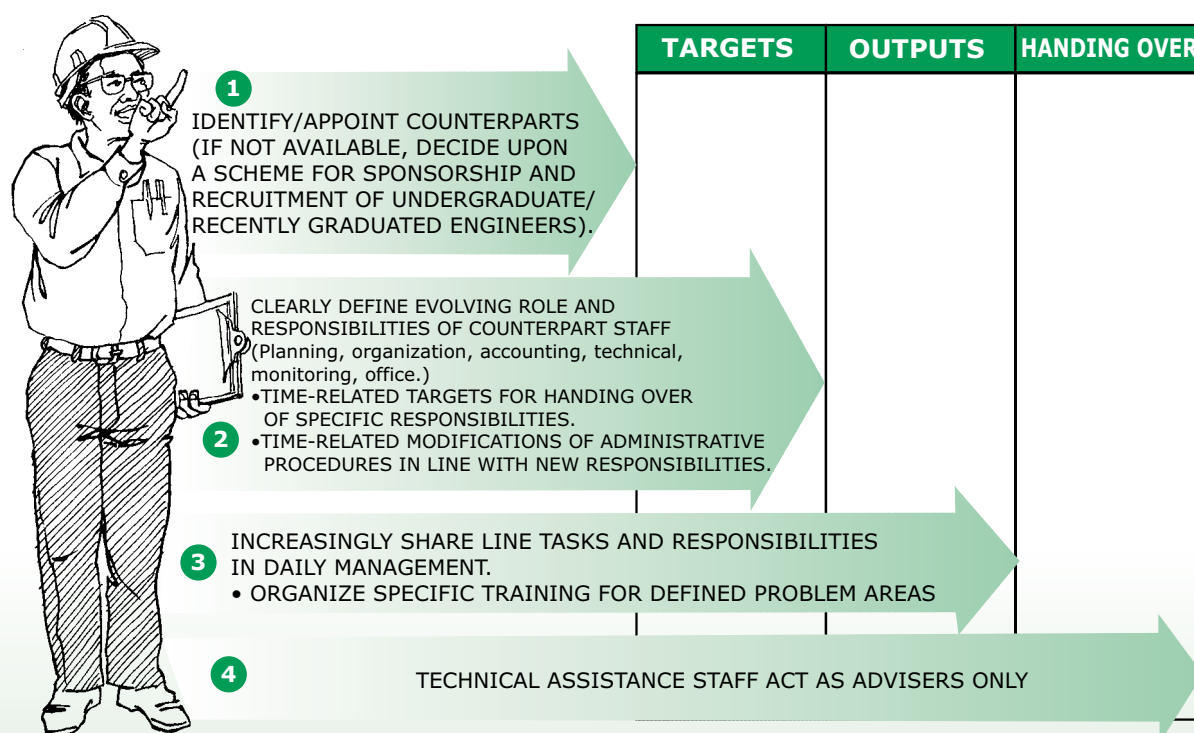 TARGETS
OUTPUTS
HANDING OVER
1
IDENTIFY/APPOINT COUNTERPARTS
(IF NOT AVAILABLE, DECIDE UPON
A SCHEME FOR SPONSORSHIP AND
RECRUITMENT OF UNDERGRADUATE/
RECENTLY GRADUATED ENGINEERS).
CLEARLY DEFINE EVOLVING ROLE AND
RESPONSIBILITIES OF COUNTERPART STAFF
(Planning, organization, accounting, technical,
monitoring, office.)
•TIME-RELATED TARGETS FOR HANDING OVER
OF SPECIFIC RESPONSIBILITIES.
2
•TIME-RELATED MODIFICATIONS OF ADMINISTRATIVE
PROCEDURES IN LINE WITH NEW RESPONSIBILITIES.
3
INCREASINGLY SHARE LINE TASKS AND RESPONSIBILITIES
IN DAILY MANAGEMENT.
• ORGANIZE SPECIFIC TRAINING FOR DEFINED PROBLEM AREAS
4
TECHNICAL ASSISTANCE STAFF ACT AS ADVISERS ONLY